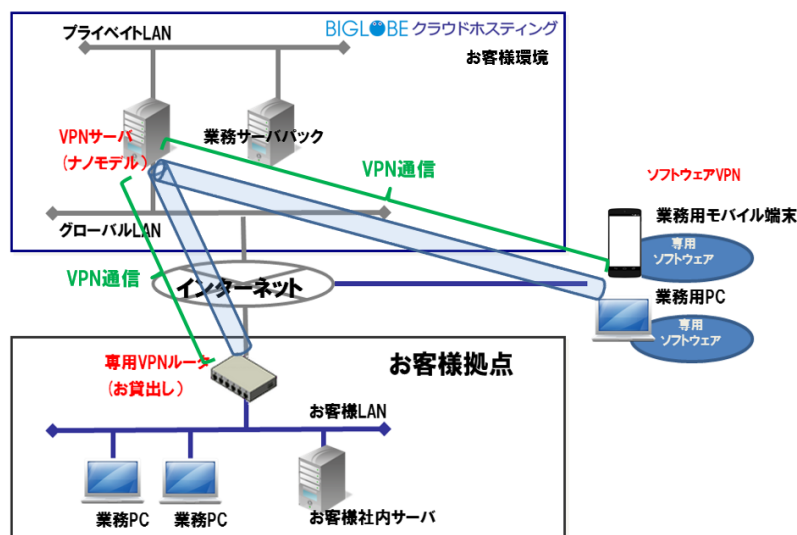 プライベイトLAN
BIGLOBE クラウドホスティング
お客様環境
VPNサーバ
(ナノモデル)
業務サーバパック
VPN通信
ソフトウェアVPN
業務用モバイル端末
専用
ソフトウェア
グローバルLAN
VPN通信
インターネット
業務用PC
専用
ソフトウェア
専用VPNルータ
(お貸出し)
お客様拠点
お客様LAN
業務PC
業務PC
お客様社内サーバ